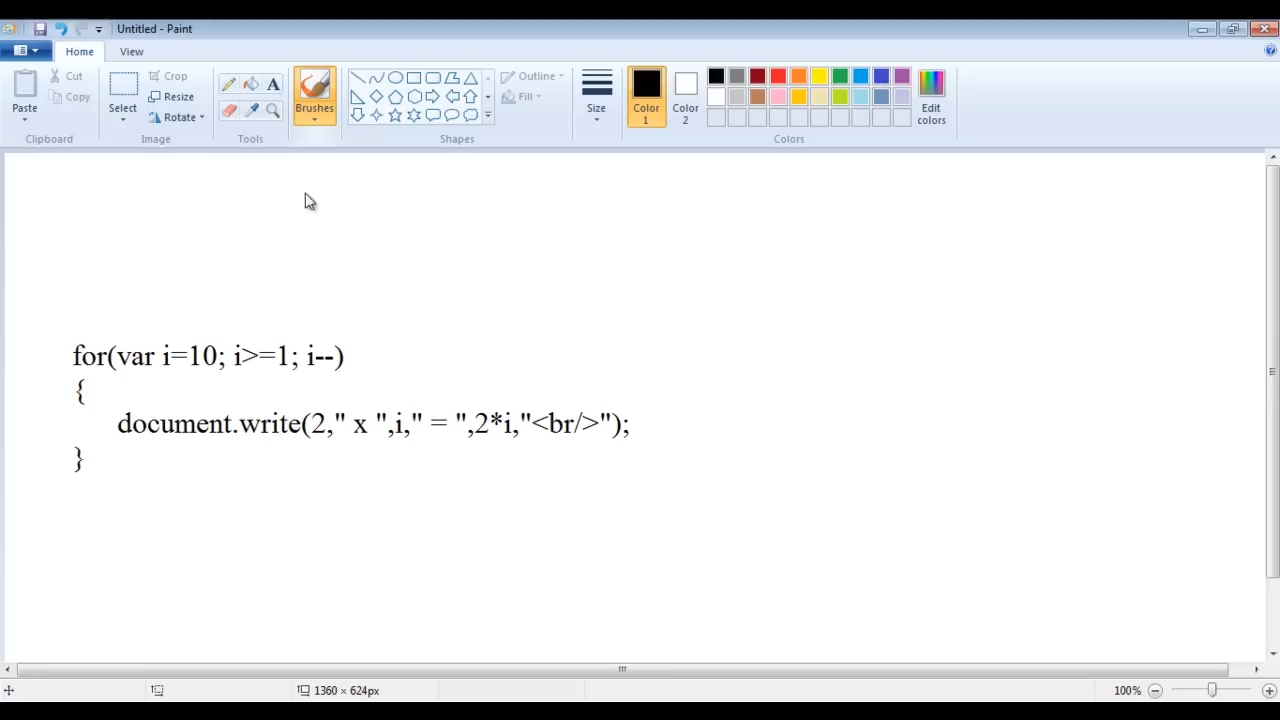 Untitled - Paint
Home View
Paste
Cut
Copy
Clipboard
Select
Crop
Resize
Rotate
Image
A
Tools
Brushes
Shapes
Outline
Fill
Size
Color 1
Color 2
Edit colors
Colors
for(var i=10; i>=1; i--)
{
document.write(2," x ",i," = ",2*i,"<br/>");
}
1360 × 624px
100%